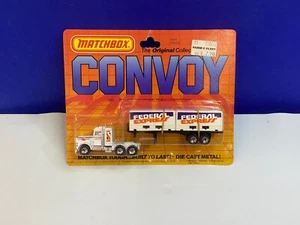 MATCHBOX
The Original Collec
CONVOY
FEDERAL EXPRESS
FEDERAL EXPRESS
MATCHBOX TOUGH...BUILT TO LAST! DIE CAST METAL!